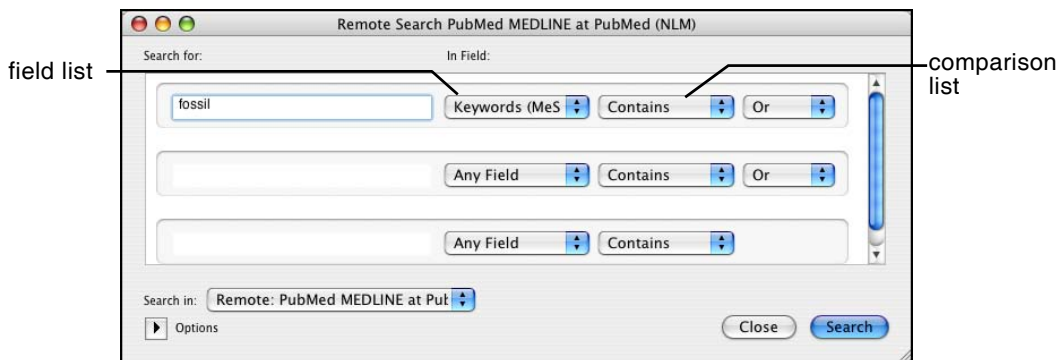 Remote Search PubMed MEDLINE at PubMed (NLM)
Search for: In Field:
field list
comparison
list
fossil Keywords (MeS Contains Or
Any Field Contains Or
Any Field Contains
Search in: Remote: PubMed MEDLINE at Pub
Options
Close Search